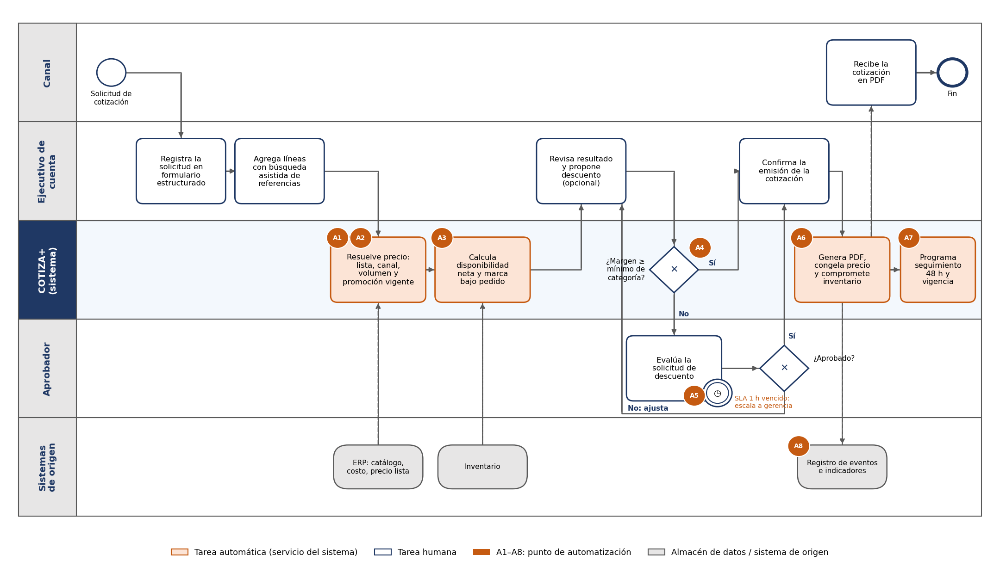 Canal
Solicitud de
cotización
Recibe la
cotización
en PDF
Fin
Ejecutivo de
cuenta
Registra la
solicitud en
formulario
estructurado
Agrega líneas
con búsqueda
asistida de
referencias
Revisa resultado
y propone
descuento
(opcional)
Confirma la
emisión de la
cotización
COTIZA+
(sistema)
A1
A2
Resuelve precio:
lista, canal,
volumen y
promoción vigente
A3
Calcula
disponibilidad
neta y marca
bajo pedido
¿Margen ≥
mínimo de
categoría?
A4
Sí
No
A6
Genera PDF,
congela precio
y compromete
inventario
A7
Programa
seguimiento
48 h y
vigencia
Aprobador
Evalúa la
solicitud de
descuento
A5
SLA 1 h vencido:
escala a gerencia
Sí
¿Aprobado?
No: ajusta
Sistemas
de origen
ERP: catálogo,
costo, precio lista
Inventario
A8
Registro de eventos
e indicadores
Tarea automática (servicio del sistema)
Tarea humana
A1–A8: punto de automatización
Almacén de datos / sistema de origen